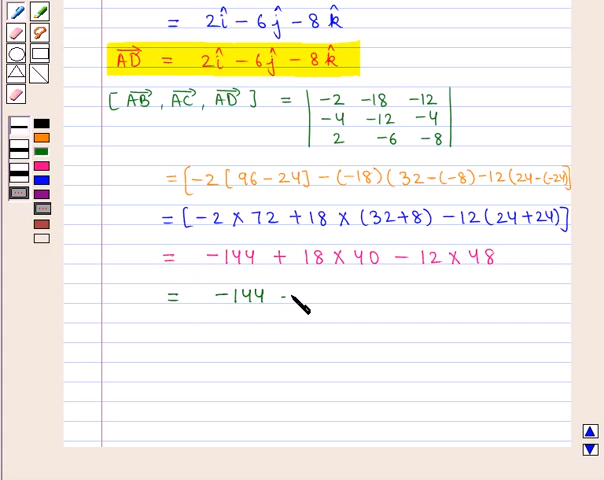 = 2î − 6ĵ − 8k̂
AD⃗ = 2î − 6ĵ − 8k̂
[ AB⃗ , AC⃗ , AD⃗ ] = | −2 −18 −12 |
| −4 −12 −4 |
| 2 −6 −8 |
= [−2 [ 96 − 24] − (−18) ( 32 − (−8) − 12 (24 − (−24)]
= [ −2 × 72 + 18 × (32+8) − 12 (24 + 24)]
= −144 + 18 × 40 − 12 × 48
= −144 -